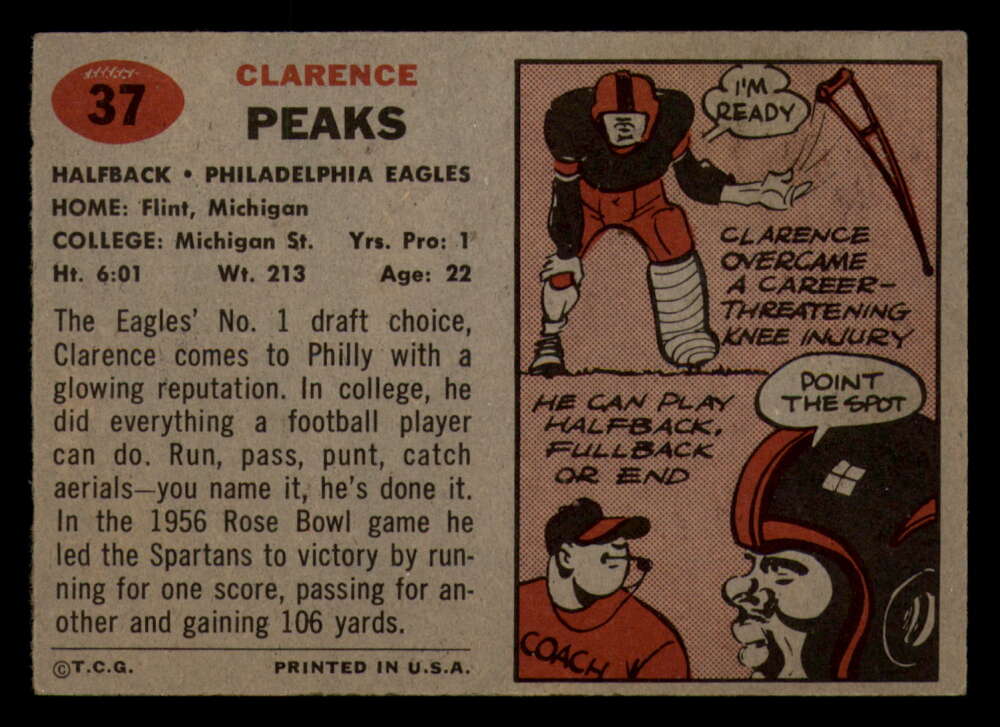 37
CLARENCE
PEAKS
HALFBACK • PHILADELPHIA EAGLES
HOME: Flint, Michigan
COLLEGE: Michigan St. Yrs. Pro: 1
Ht. 6:01 Wt. 213 Age: 22
The Eagles' No. 1 draft choice,
Clarence comes to Philly with a
glowing reputation. In college, he
did everything a football player
can do. Run, pass, punt, catch
aerials—you name it, he's done it.
In the 1956 Rose Bowl game he
led the Spartans to victory by run-
ning for one score, passing for an-
other and gaining 106 yards.
©T.C.G. PRINTED IN U.S.A.
I'M
READY
CLARENCE
OVERCAME
A CAREER-
THREATENING
KNEE INJURY
HE CAN PLAY
HALFBACK,
FULLBACK
OR END
POINT
THE SPOT
COACH